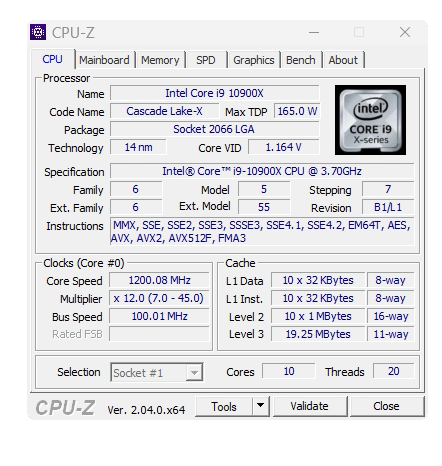 CPU-Z
CPU Mainboard Memory SPD Graphics Bench About
Processor
Name Intel Core i9 10900X
Code Name Cascade Lake-X Max TDP 165.0 W
Package Socket 2066 LGA
Technology 14 nm Core VID 1.164 V
intel
CORE i9
X-series
Specification Intel® Core™ i9-10900X CPU @ 3.70GHz
Family 6 Model 5 Stepping 7
Ext. Family 6 Ext. Model 55 Revision B1/L1
Instructions MMX, SSE, SSE2, SSE3, SSSE3, SSE4.1, SSE4.2, EM64T, AES,
AVX, AVX2, AVX512F, FMA3
Clocks (Core #0)
Core Speed 1200.08 MHz
Multiplier x 12.0 (7.0 - 45.0)
Bus Speed 100.01 MHz
Rated FSB
Cache
L1 Data 10 x 32 KBytes 8-way
L1 Inst. 10 x 32 KBytes 8-way
Level 2 10 x 1 MBytes 16-way
Level 3 19.25 MBytes 11-way
Selection Socket #1 Cores 10 Threads 20
CPU-Z Ver. 2.04.0.x64 Tools Validate Close